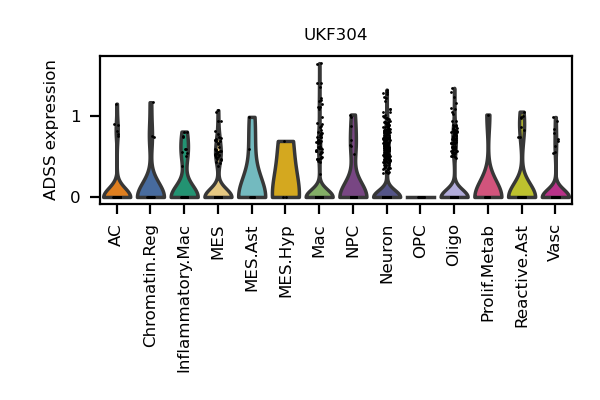 UKF304
ADSS expression
1
0
AC
Chromatin.Reg
Inflammatory.Mac
MES
MES.Ast
MES.Hyp
Mac
NPC
Neuron
OPC
Oligo
Prolif.Metab
Reactive.Ast
Vasc